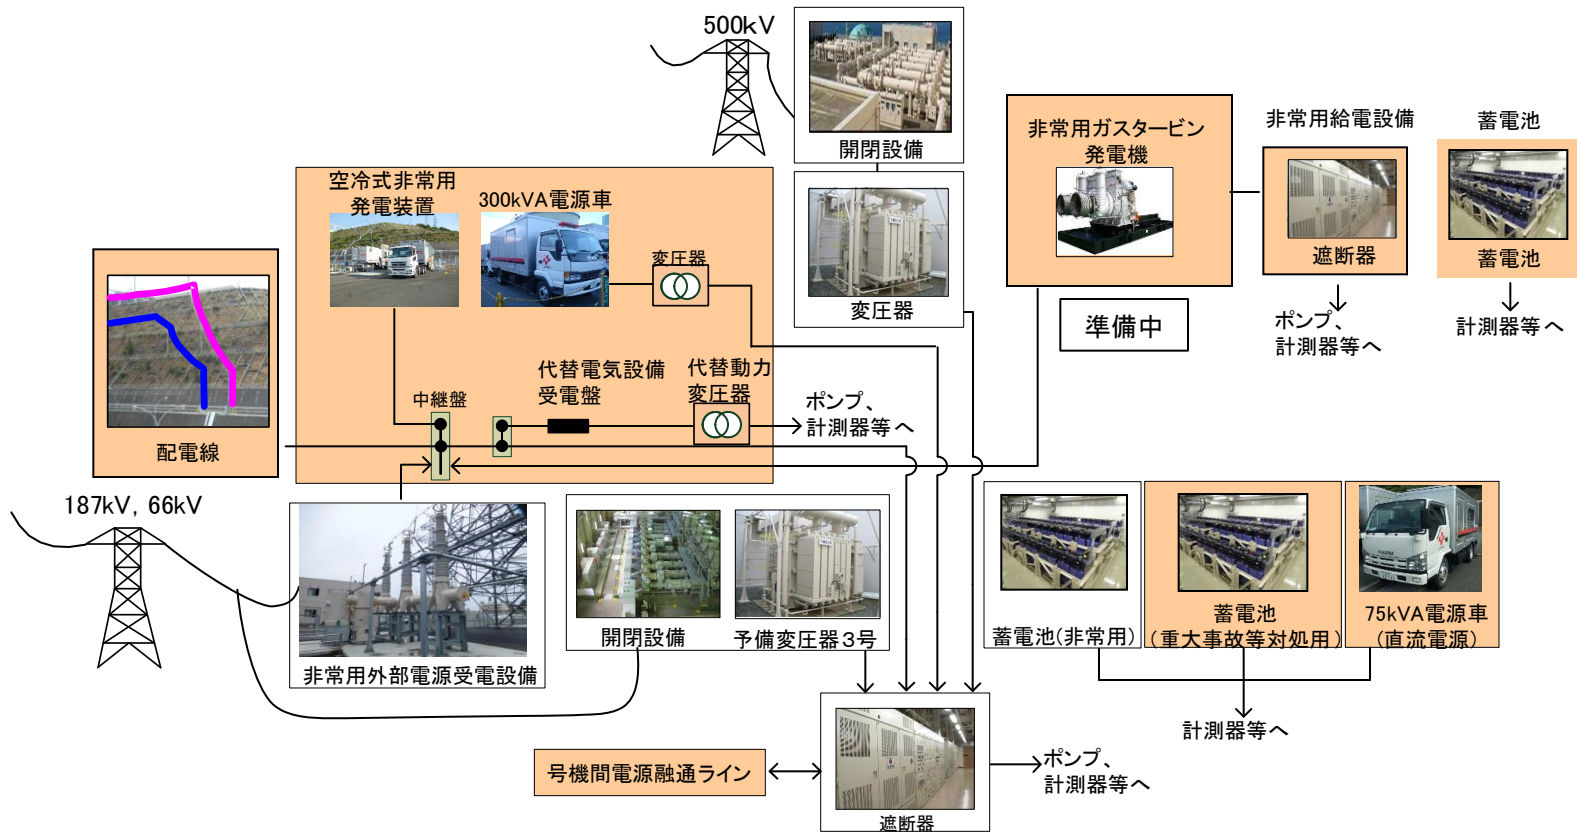 500kV
開閉設備
変圧器
非常用ガスタービン
発電機
準備中
非常用給電設備
遮断器
ポンプ、
計測器等へ
蓄電池
蓄電池
計測器等へ
空冷式非常用
発電装置
300kVA電源車
変圧器
代替電気設備
受電盤
代替動力
変圧器
中継盤
ポンプ、
計測器等へ
配電線
187kV, 66kV
非常用外部電源受電設備
開閉設備
予備変圧器3号
蓄電池(非常用)
蓄電池
(重大事故等対処用)
75kVA電源車
(直流電源)
計測器等へ
号機間電源融通ライン
遮断器
ポンプ、
計測器等へ